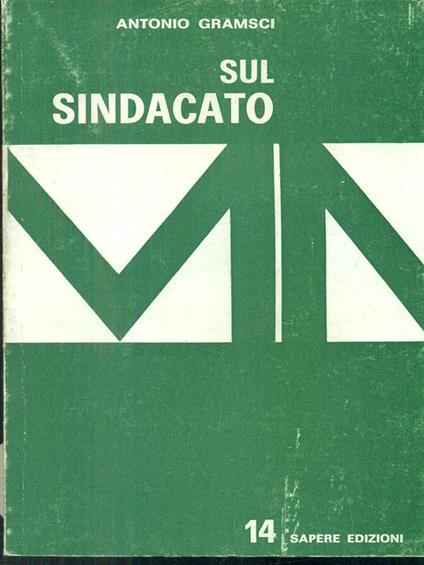 ANTONIO GRAMSCI
SUL
SINDACATO
14 SAPERE EDIZIONI